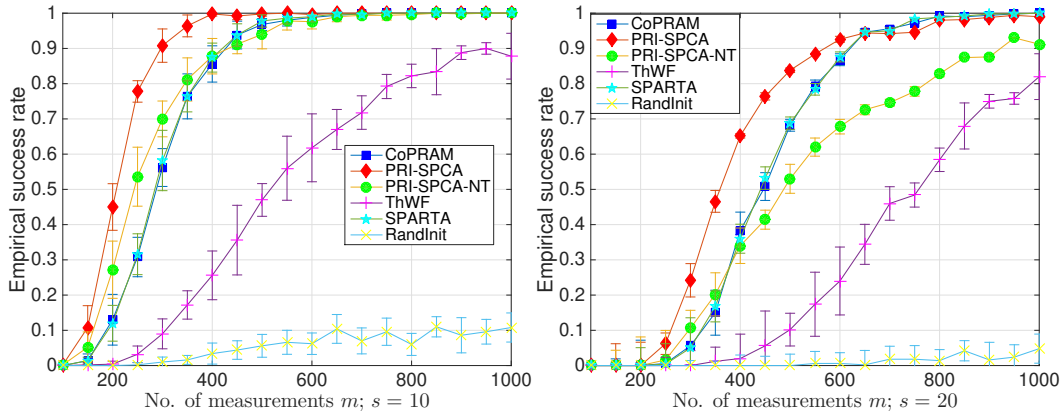 1
0.9
0.8
0.7
0.6
0.5
0.4
0.3
0.2
0.1
0
Empirical success rate
200
400
600
800
1000
No. of measurements m; s = 10
CoPRAM
PRI-SPCA
PRI-SPCA-NT
ThWF
SPARTA
RandInit
1
0.9
0.8
0.7
0.6
0.5
0.4
0.3
0.2
0.1
0
Empirical success rate
200
400
600
800
1000
No. of measurements m; s = 20
CoPRAM
PRI-SPCA
PRI-SPCA-NT
ThWF
SPARTA
RandInit